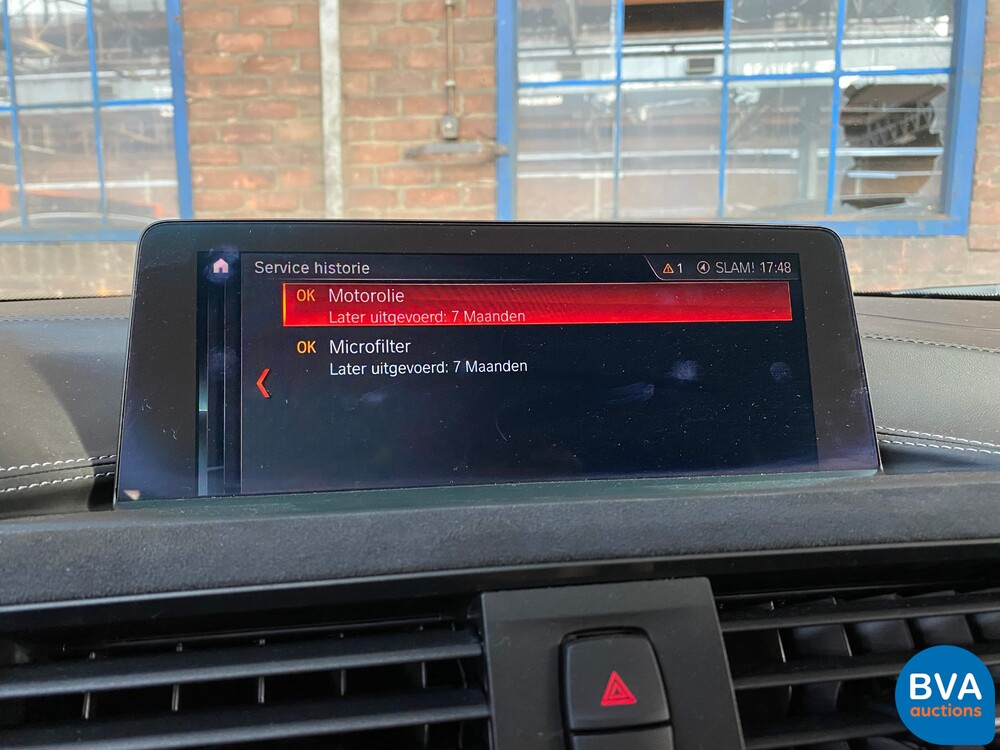 Service historie
1 SLAM! 17:48
OK Motorolie
Later uitgevoerd: 7 Maanden
OK Microfilter
Later uitgevoerd: 7 Maanden
BVA
auctions